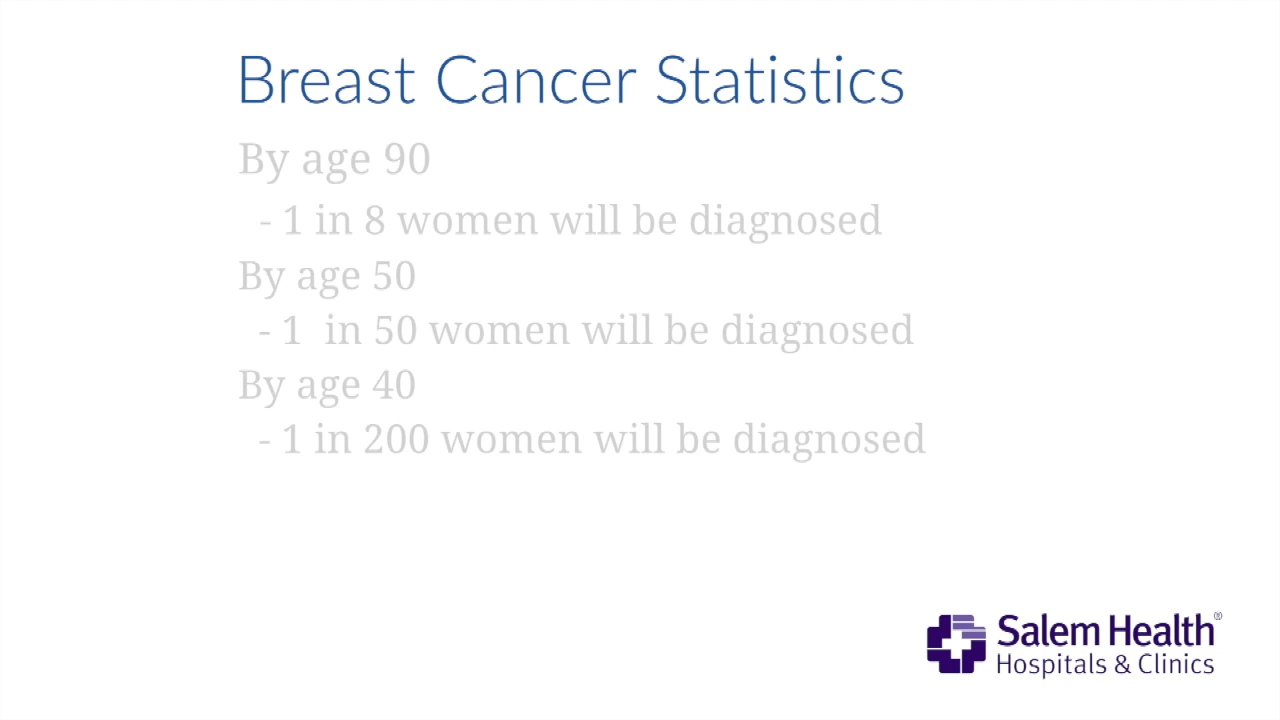 Breast Cancer Statistics
By age 90
- 1 in 8 women will be diagnosed
By age 50
- 1  in 50 women will be diagnosed
By age 40
- 1 in 200 women will be diagnosed
Salem Health®
Hospitals & Clinics